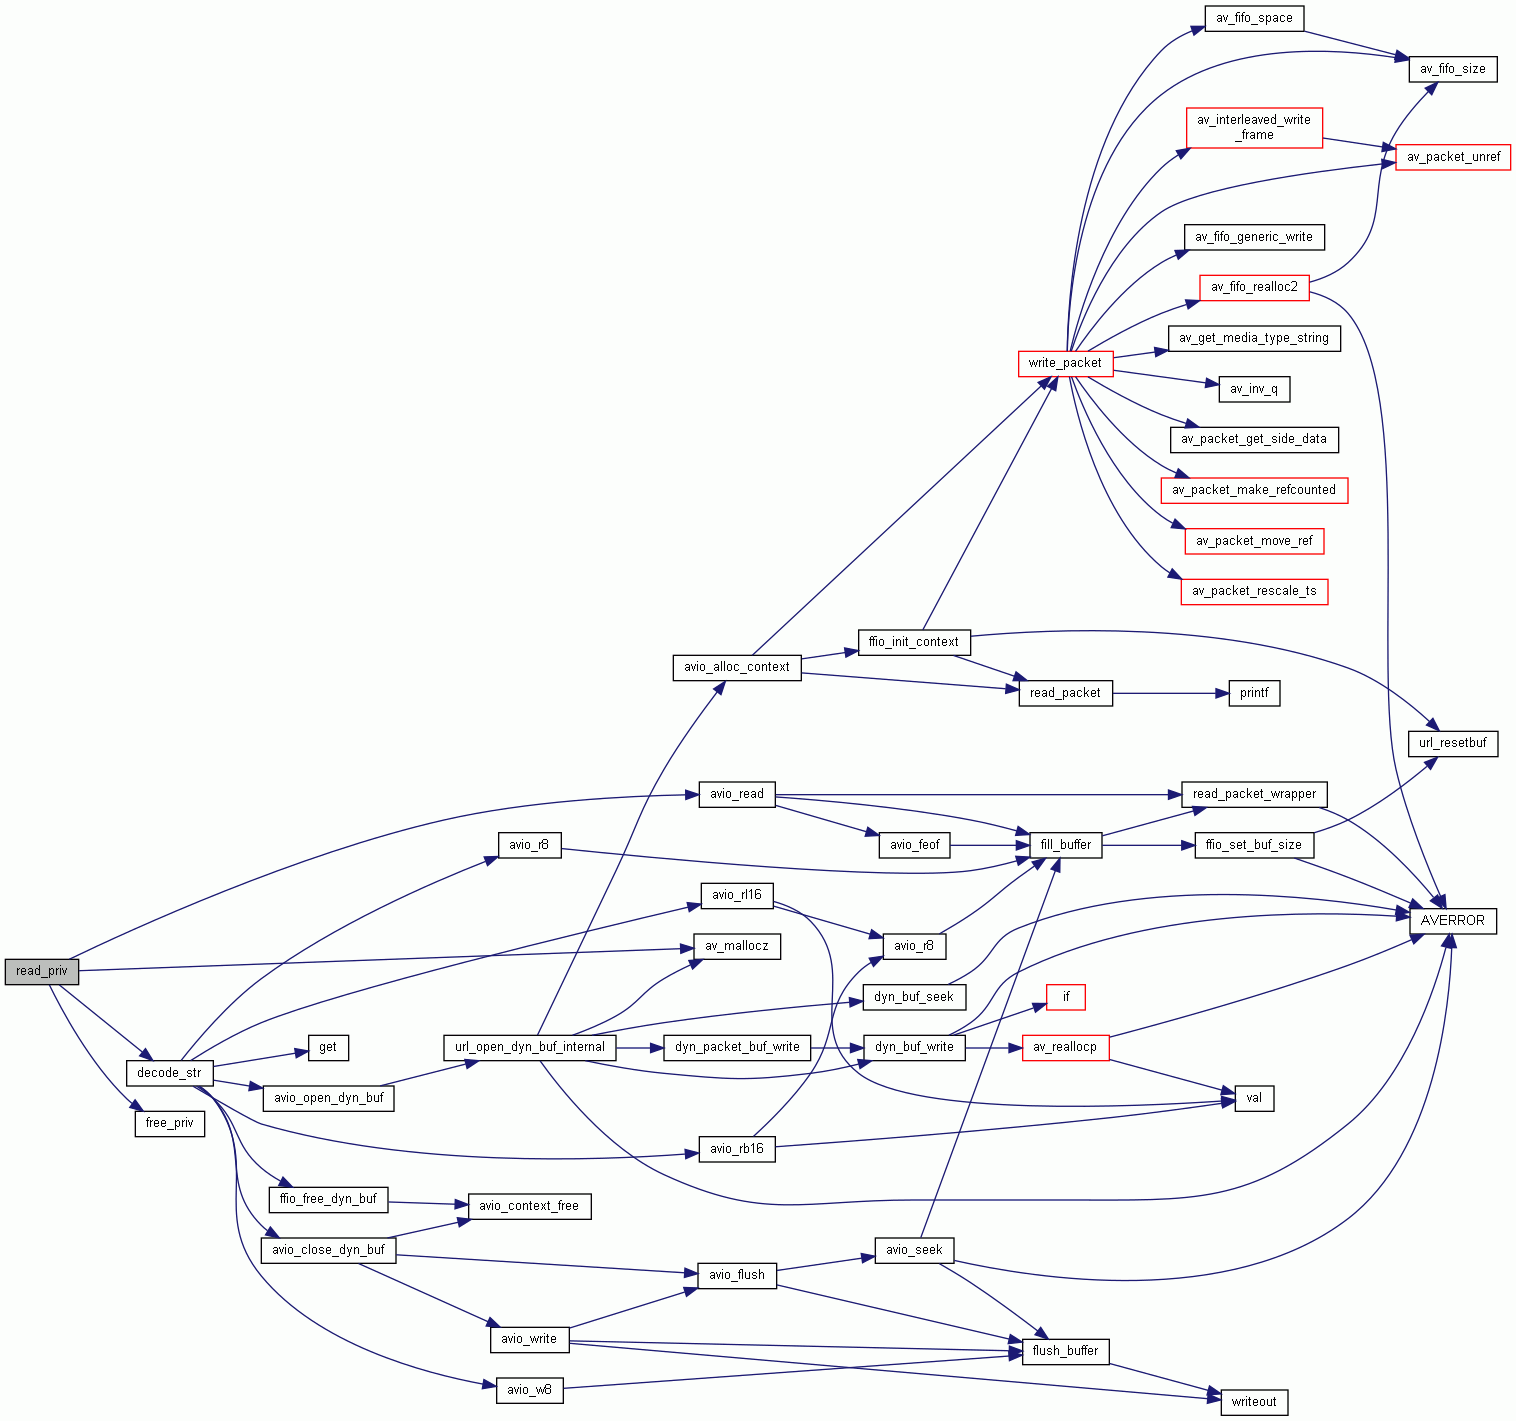 av_fifo_space
av_fifo_size
av_interleaved_write
_frame
av_packet_unref
av_fifo_generic_write
av_fifo_realloc2
av_get_media_type_string
write_packet
av_inv_q
av_packet_get_side_data
av_packet_make_refcounted
av_packet_move_ref
av_packet_rescale_ts
ffio_init_context
avio_alloc_context
read_packet
printf
url_resetbuf
avio_read
read_packet_wrapper
avio_r8
avio_feof
fill_buffer
ffio_set_buf_size
avio_rl16
AVERROR
av_mallocz
avio_r8
read_priv
dyn_buf_seek
if
get
url_open_dyn_buf_internal
dyn_packet_buf_write
dyn_buf_write
av_reallocp
decode_str
avio_open_dyn_buf
val
free_priv
avio_rb16
ffio_free_dyn_buf
avio_context_free
avio_close_dyn_buf
avio_seek
avio_flush
avio_write
flush_buffer
avio_w8
writeout